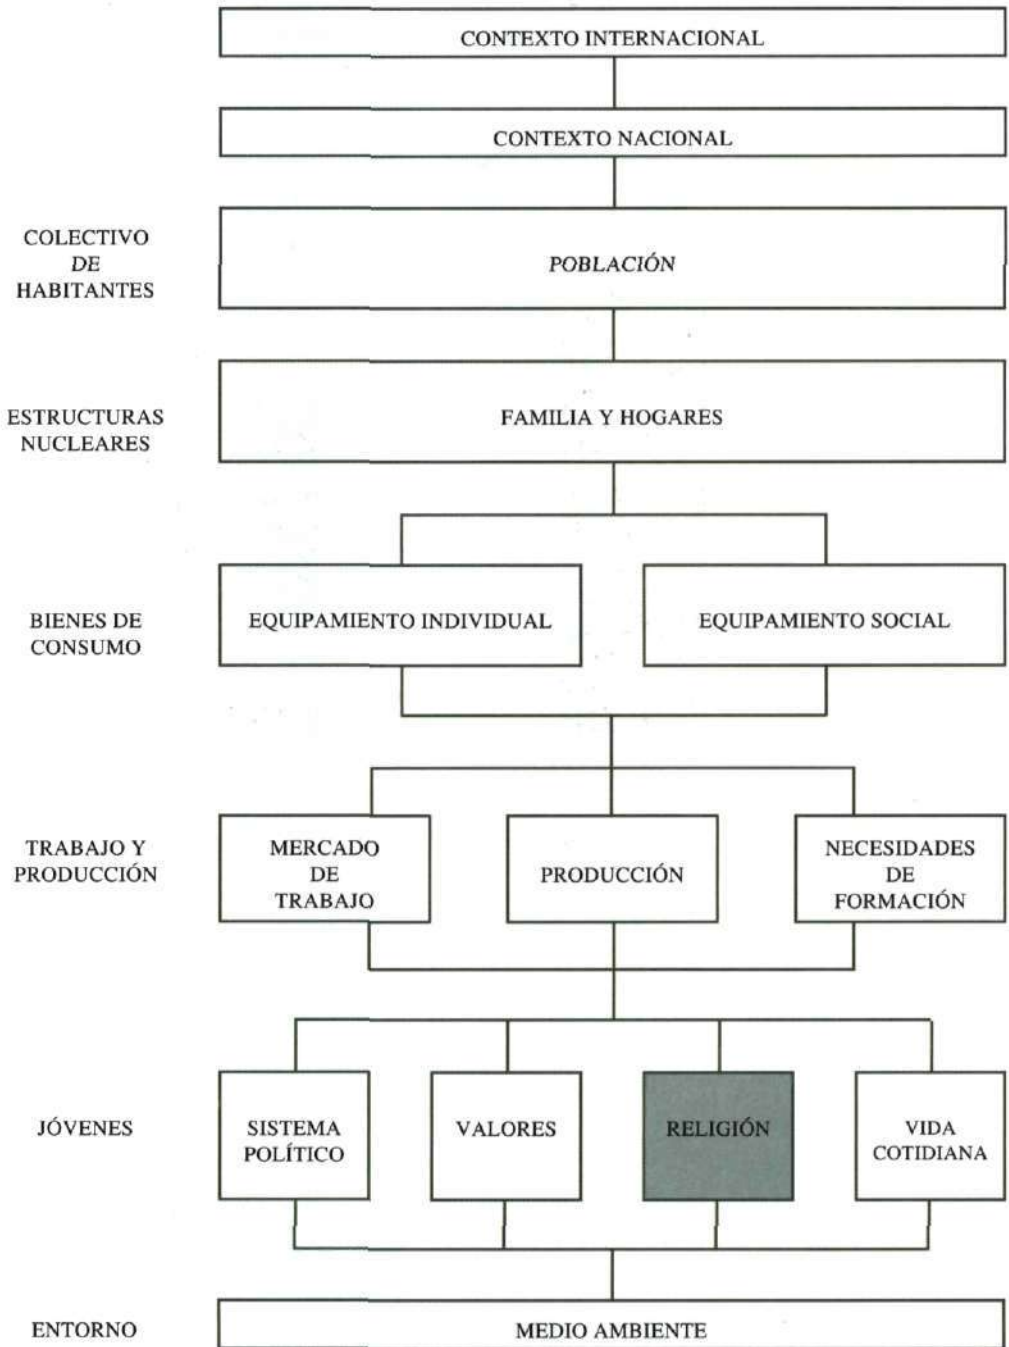 CONTEXTO INTERNACIONAL
CONTEXTO NACIONAL
COLECTIVO
DE
HABITANTES
POBLACIÓN
ESTRUCTURAS
NUCLEARES
FAMILIA Y HOGARES
BIENES DE
CONSUMO
EQUIPAMIENTO INDIVIDUAL
EQUIPAMIENTO SOCIAL
TRABAJO Y
PRODUCCIÓN
MERCADO
DE
TRABAJO
PRODUCCIÓN
NECESIDADES
DE
FORMACIÓN
JÓVENES
SISTEMA
POLÍTICO
VALORES
RELIGIÓN
VIDA
COTIDIANA
ENTORNO
MEDIO AMBIENTE